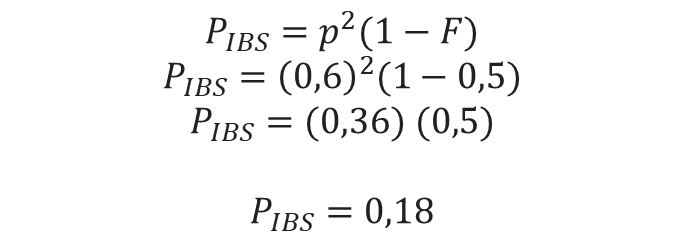 P_IBS = p²(1 − F)
P_IBS = (0,6)²(1 − 0,5)
P_IBS = (0,36) (0,5)
P_IBS = 0,18